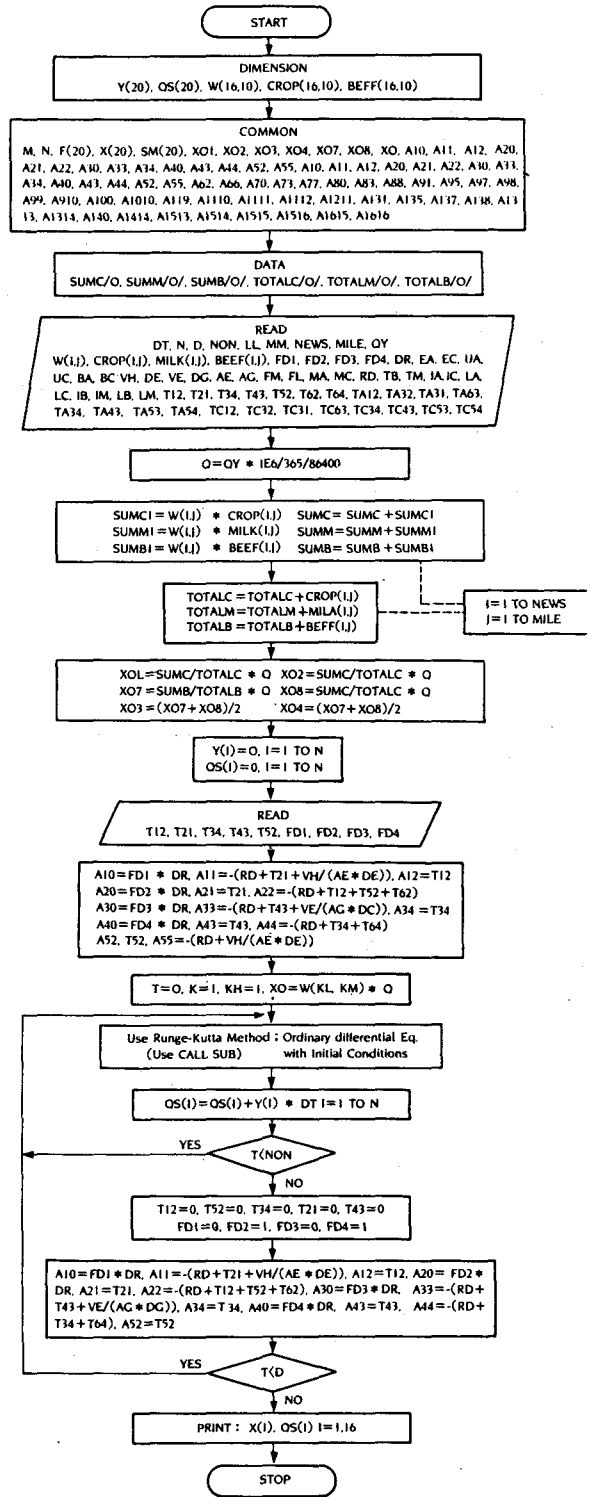 START
DIMENSION
Y(20), QS(20), W(16,10), CROP(16,10), BEFF(16,10)
COMMON
M, N, F(20), X(20), SM(20), XO1, XO2, XO3, XO4, XO7, XO8, XO, A10, A11, A12, A20,
A21, A22, A30, A33, A34, A40, A43, A44, A52, A55, A10, A11, A12, A20, A21, A22, A30, A33,
A34, A40, A43, A44, A52, A55, A62, A66, A70, A73, A77, A80, A83, A88, A91, A95, A97, A98,
A99, A910, A100, A1010, A119, A1110, A1111, A1112, A1211, A131, A135, A137, A138, A13
13, A1314, A140, A1414, A1513, A1514, A1515, A1516, A1615, A1616
DATA
SUMC/O, SUMM/O/, SUMB/O/, TOTALC/O/, TOTALM/O/, TOTALB/O/
READ
DT, N, D, NON, LL, MM, NEWS, MILE, QY
W(I,J), CROP(I,J), MILK(I,J), BEEF(I,J), FD1, FD2, FD3, FD4, DR, EA, EC, UA,
UC, BA, BC VH, DE, VE, DG, AE, AG, FM, FL, MA, MC, RD, TB, TM, IA, IC, LA,
LC, IB, IM, LB, LM, T12, T21, T34, T43, T52, T62, T64, TA12, TA32, TA31, TA63,
TA34, TA43, TA53, TA54, TC12, TC32, TC31, TC63, TC34, TC43, TC53, TC54
Q=QY * 1E6/365/86400
SUMC1=W(I,J) * CROP(I,J) SUMC= SUMC+SUMC1
SUMM1=W(I,J) * MILK(I,J) SUMM=SUMM+SUMM1
SUMB1=W(I,J) * BEEF(I,J) SUMB= SUMB+SUMB1
TOTALC=TOTALC+CROP(I,J)
TOTALM=TOTALM+MILA(I,J)
TOTALB=TOTALB+BEFF(I,J)
I=1 TO NEWS
J=1 TO MILE
XOL=SUMC/TOTALC * Q XO2=SUMC/TOTALC * Q
XO7=SUMB/TOTALB * Q XO8=SUMC/TOTALC * Q
XO3=(XO7+XO8)/2 XO4=(XO7+XO8)/2
Y(I)=0, I=1 TO N
QS(I)=0, I=1 TO N
READ
T12, T21, T34, T43, T52, FD1, FD2, FD3, FD4
A10=FD1 * DR, A11=-(RD+T21+VH/(AE*DE)), A12=T12
A20=FD2 * DR, A21=T21, A22=-(RD+T12+T52+T62)
A30=FD3 * DR, A33=-(RD+T43+VE/(AG*DC)), A34=T34
A40=FD4 * DR, A43=T43, A44=-(RD+T34+T64)
A52, T52, A55=-(RD+VH/(AE*DE))
T=0, K=1, KH=1, XO=W(KL, KM) * Q
Use Runge-Kutta Method ; Ordinary differential Eq.
(Use CALL SUB) with Initial Conditions
QS(I)=QS(I)+Y(I) * DT I=1 TO N
YES
T<NON
NO
T12=0, T52=0, T34=0, T21=0, T43=0
FD1=0, FD2=1, FD3=0, FD4=1
A10=FD1*DR, A11=-(RD+T21+VH/(AE*DE)), A12=T12, A20= FD2*
DR, A21=T21, A22=-(RD+T12+T52+T62), A30=FD3*DR, A33=-(RD+
T43+VE/(AG*DG)), A34=T34, A40=FD4*DR, A43=T43, A44=-(RD+
T34+T64), A52=T52
YES
T<D
NO
PRINT : X(I), QS(I) I=1,16
STOP